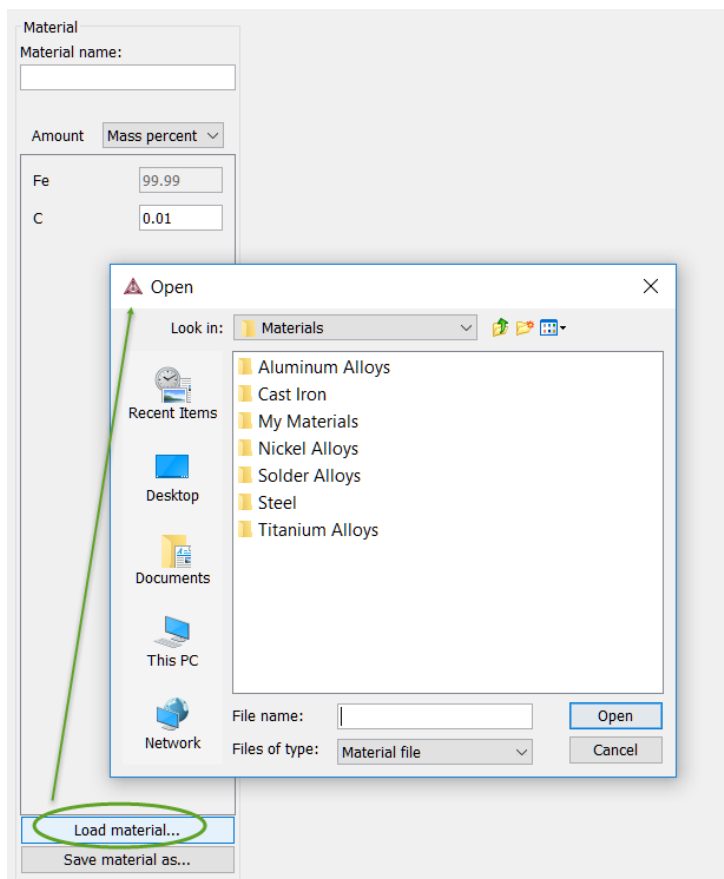 Material
Material name:
Amount Mass percent
Fe 99.99
C 0.01
Open
Look in: Materials
Recent Items
Desktop
Documents
This PC
Network
Aluminum Alloys
Cast Iron
My Materials
Nickel Alloys
Solder Alloys
Steel
Titanium Alloys
File name: Open
Files of type: Material file Cancel
Load material...
Save material as...